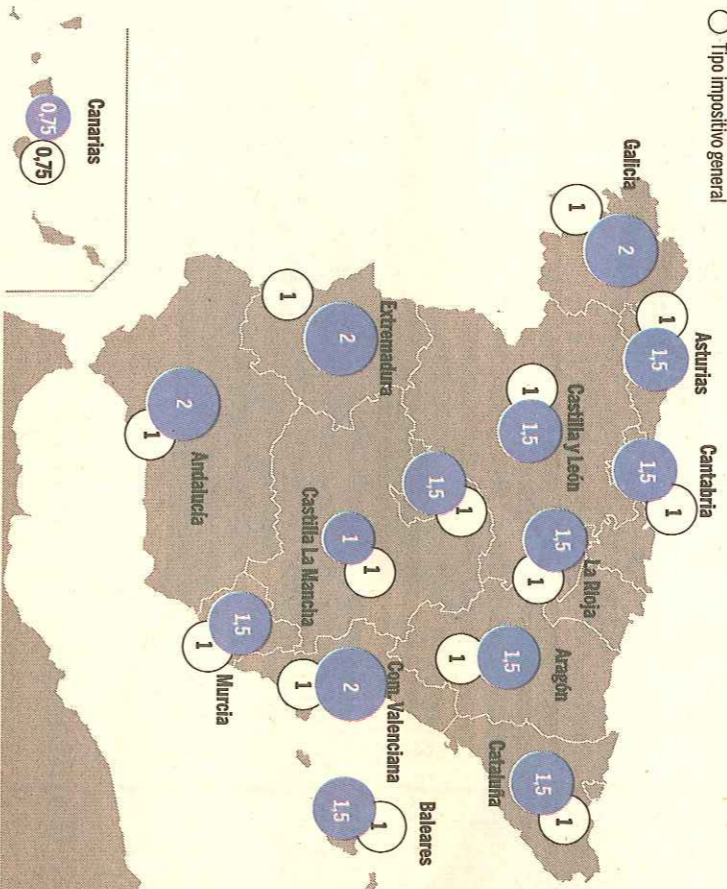 Tipo impositivo general
Galicia
2
1
Asturias
1
1,5
Cantabria
1,5
1
Castilla y León
1
1,5
La Rioja
1,5
1
Aragón
1,5
1
Cataluña
1,5
1
1,5
1
Extremadura
2
1
Castilla La Mancha
1
1
Com. Valenciana
2
1
Baleares
1,5
1
Andalucía
2
1
Murcia
1,5
1
Canarias
0,75
0,75